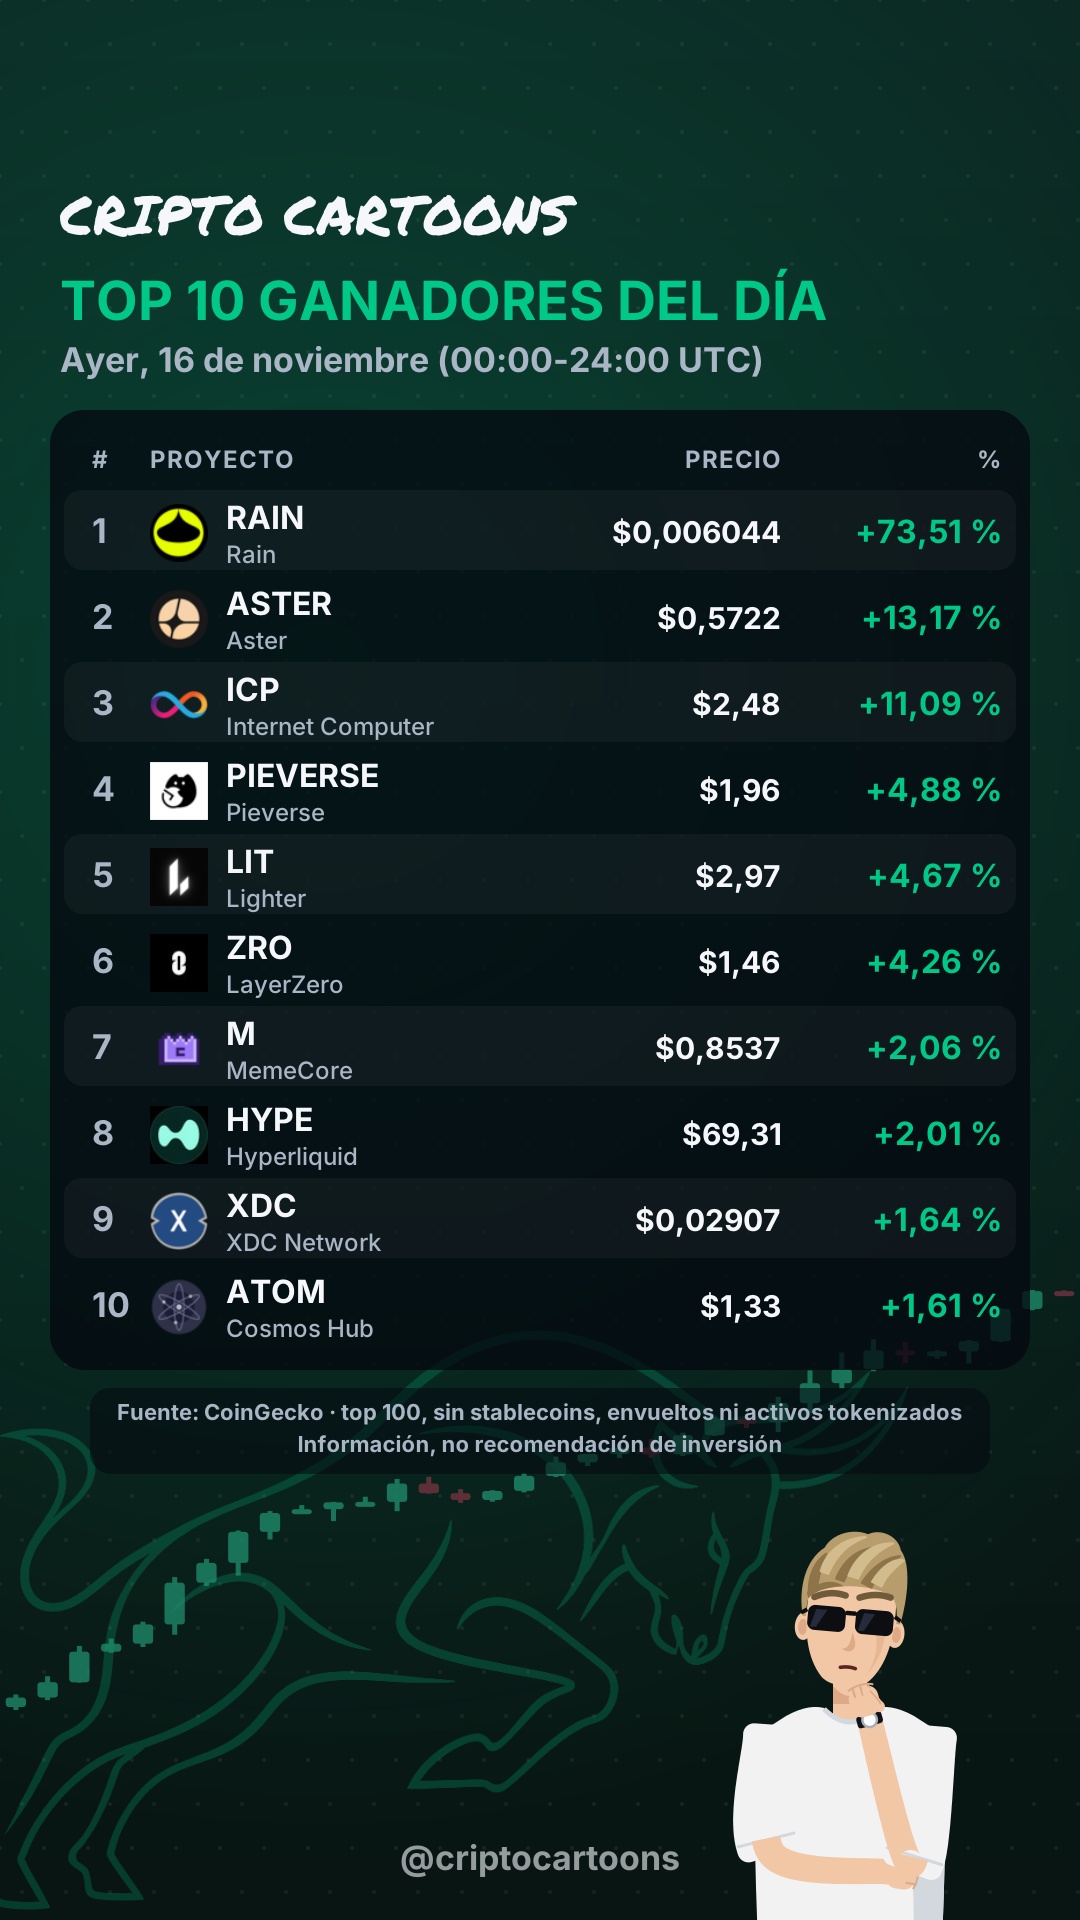 CRIPTO CARTOONS
TOP 10 GANADORES DEL DÍA
Ayer, 16 de noviembre (00:00-24:00 UTC)
# PROYECTO PRECIO %
1 RAIN $0,006044 +73,51 %
Rain
2 ASTER $0,5722 +13,17 %
Aster
3 ICP $2,48 +11,09 %
Internet Computer
4 PIEVERSE $1,96 +4,88 %
Pieverse
5 LIT $2,97 +4,67 %
Lighter
6 ZRO $1,46 +4,26 %
LayerZero
7 M $0,8537 +2,06 %
MemeCore
8 HYPE $69,31 +2,01 %
Hyperliquid
9 XDC $0,02907 +1,64 %
XDC Network
10 ATOM $1,33 +1,61 %
Cosmos Hub
Fuente: CoinGecko · top 100, sin stablecoins, envueltos ni activos tokenizados
Información, no recomendación de inversión
@criptocartoons